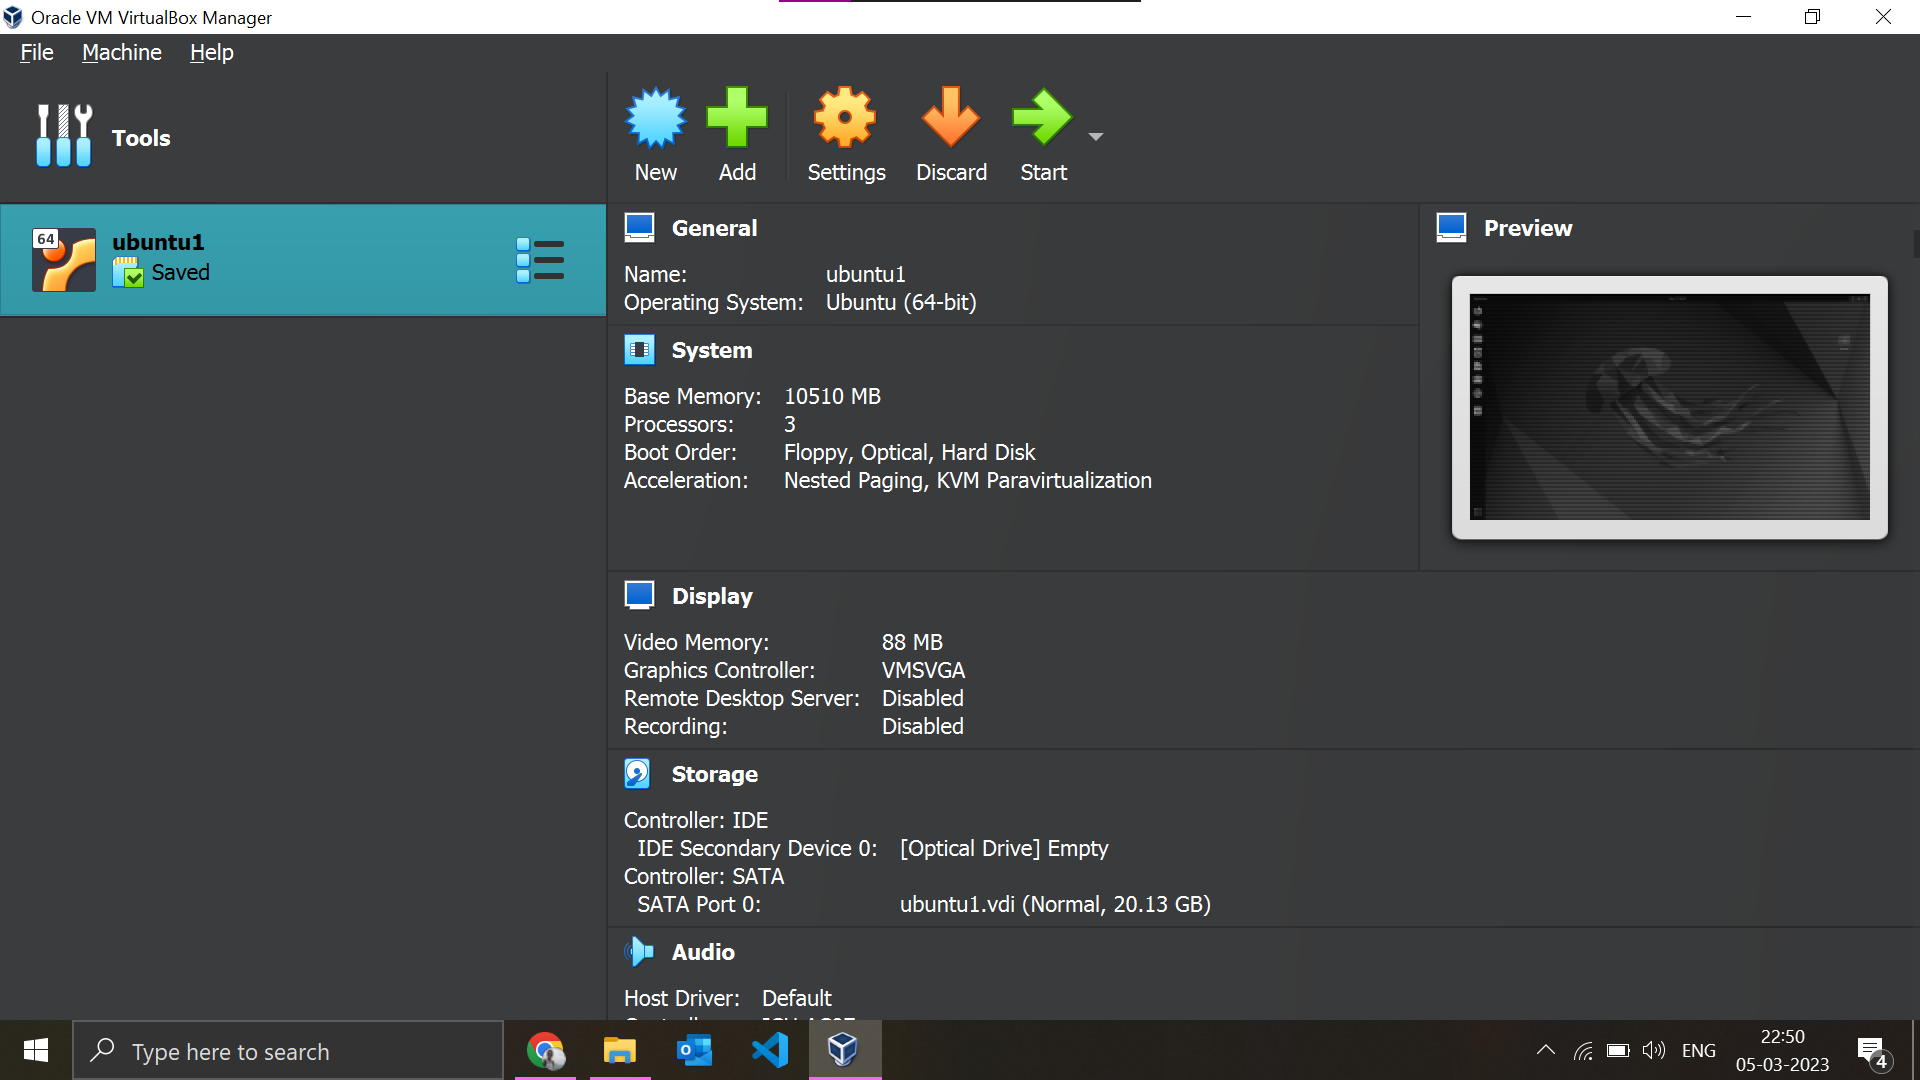 Oracle VM VirtualBox Manager
File Machine Help
Tools
New Add Settings Discard Start
64
ubuntu1
Saved
General
Name: ubuntu1
Operating System: Ubuntu (64-bit)
Preview
System
Base Memory: 10510 MB
Processors: 3
Boot Order: Floppy, Optical, Hard Disk
Acceleration: Nested Paging, KVM Paravirtualization
Display
Video Memory: 88 MB
Graphics Controller: VMSVGA
Remote Desktop Server: Disabled
Recording: Disabled
Storage
Controller: IDE
IDE Secondary Device 0: [Optical Drive] Empty
Controller: SATA
SATA Port 0: ubuntu1.vdi (Normal, 20.13 GB)
Audio
Host Driver: Default
Type here to search
ENG
22:50
05-03-2023
4